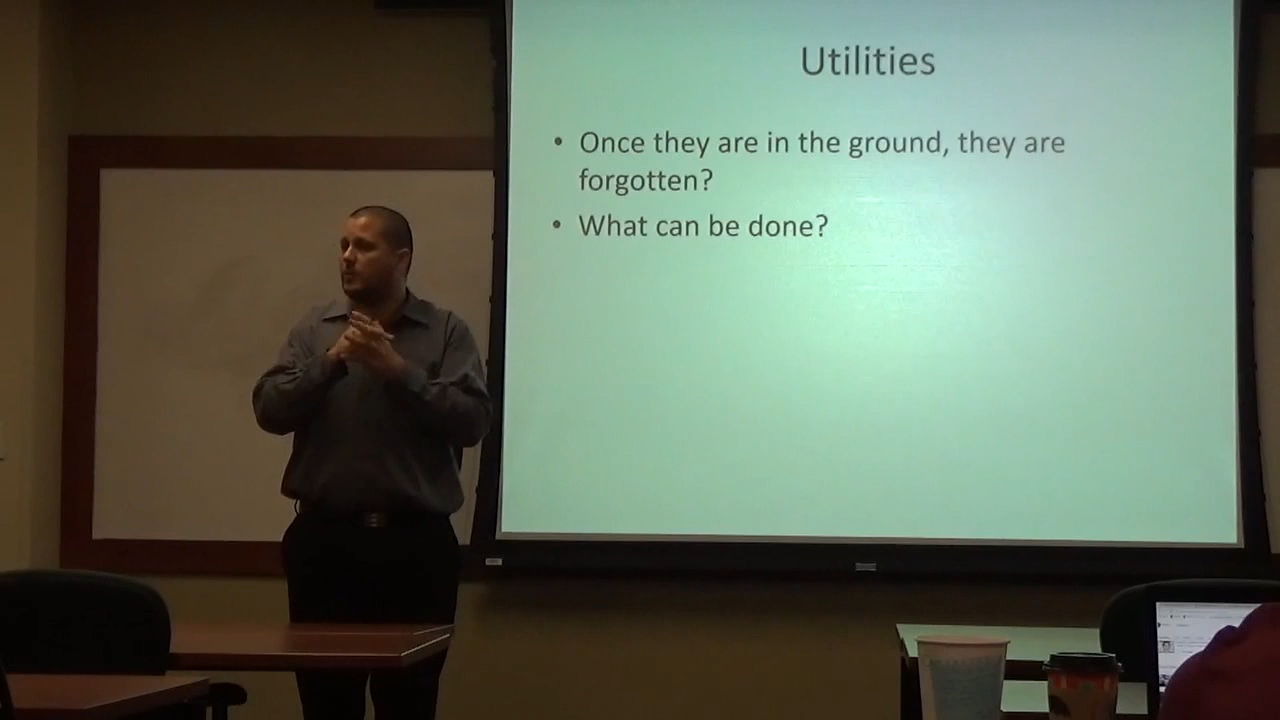 Utilities
• Once they are in the ground, they are
forgotten?
• What can be done?